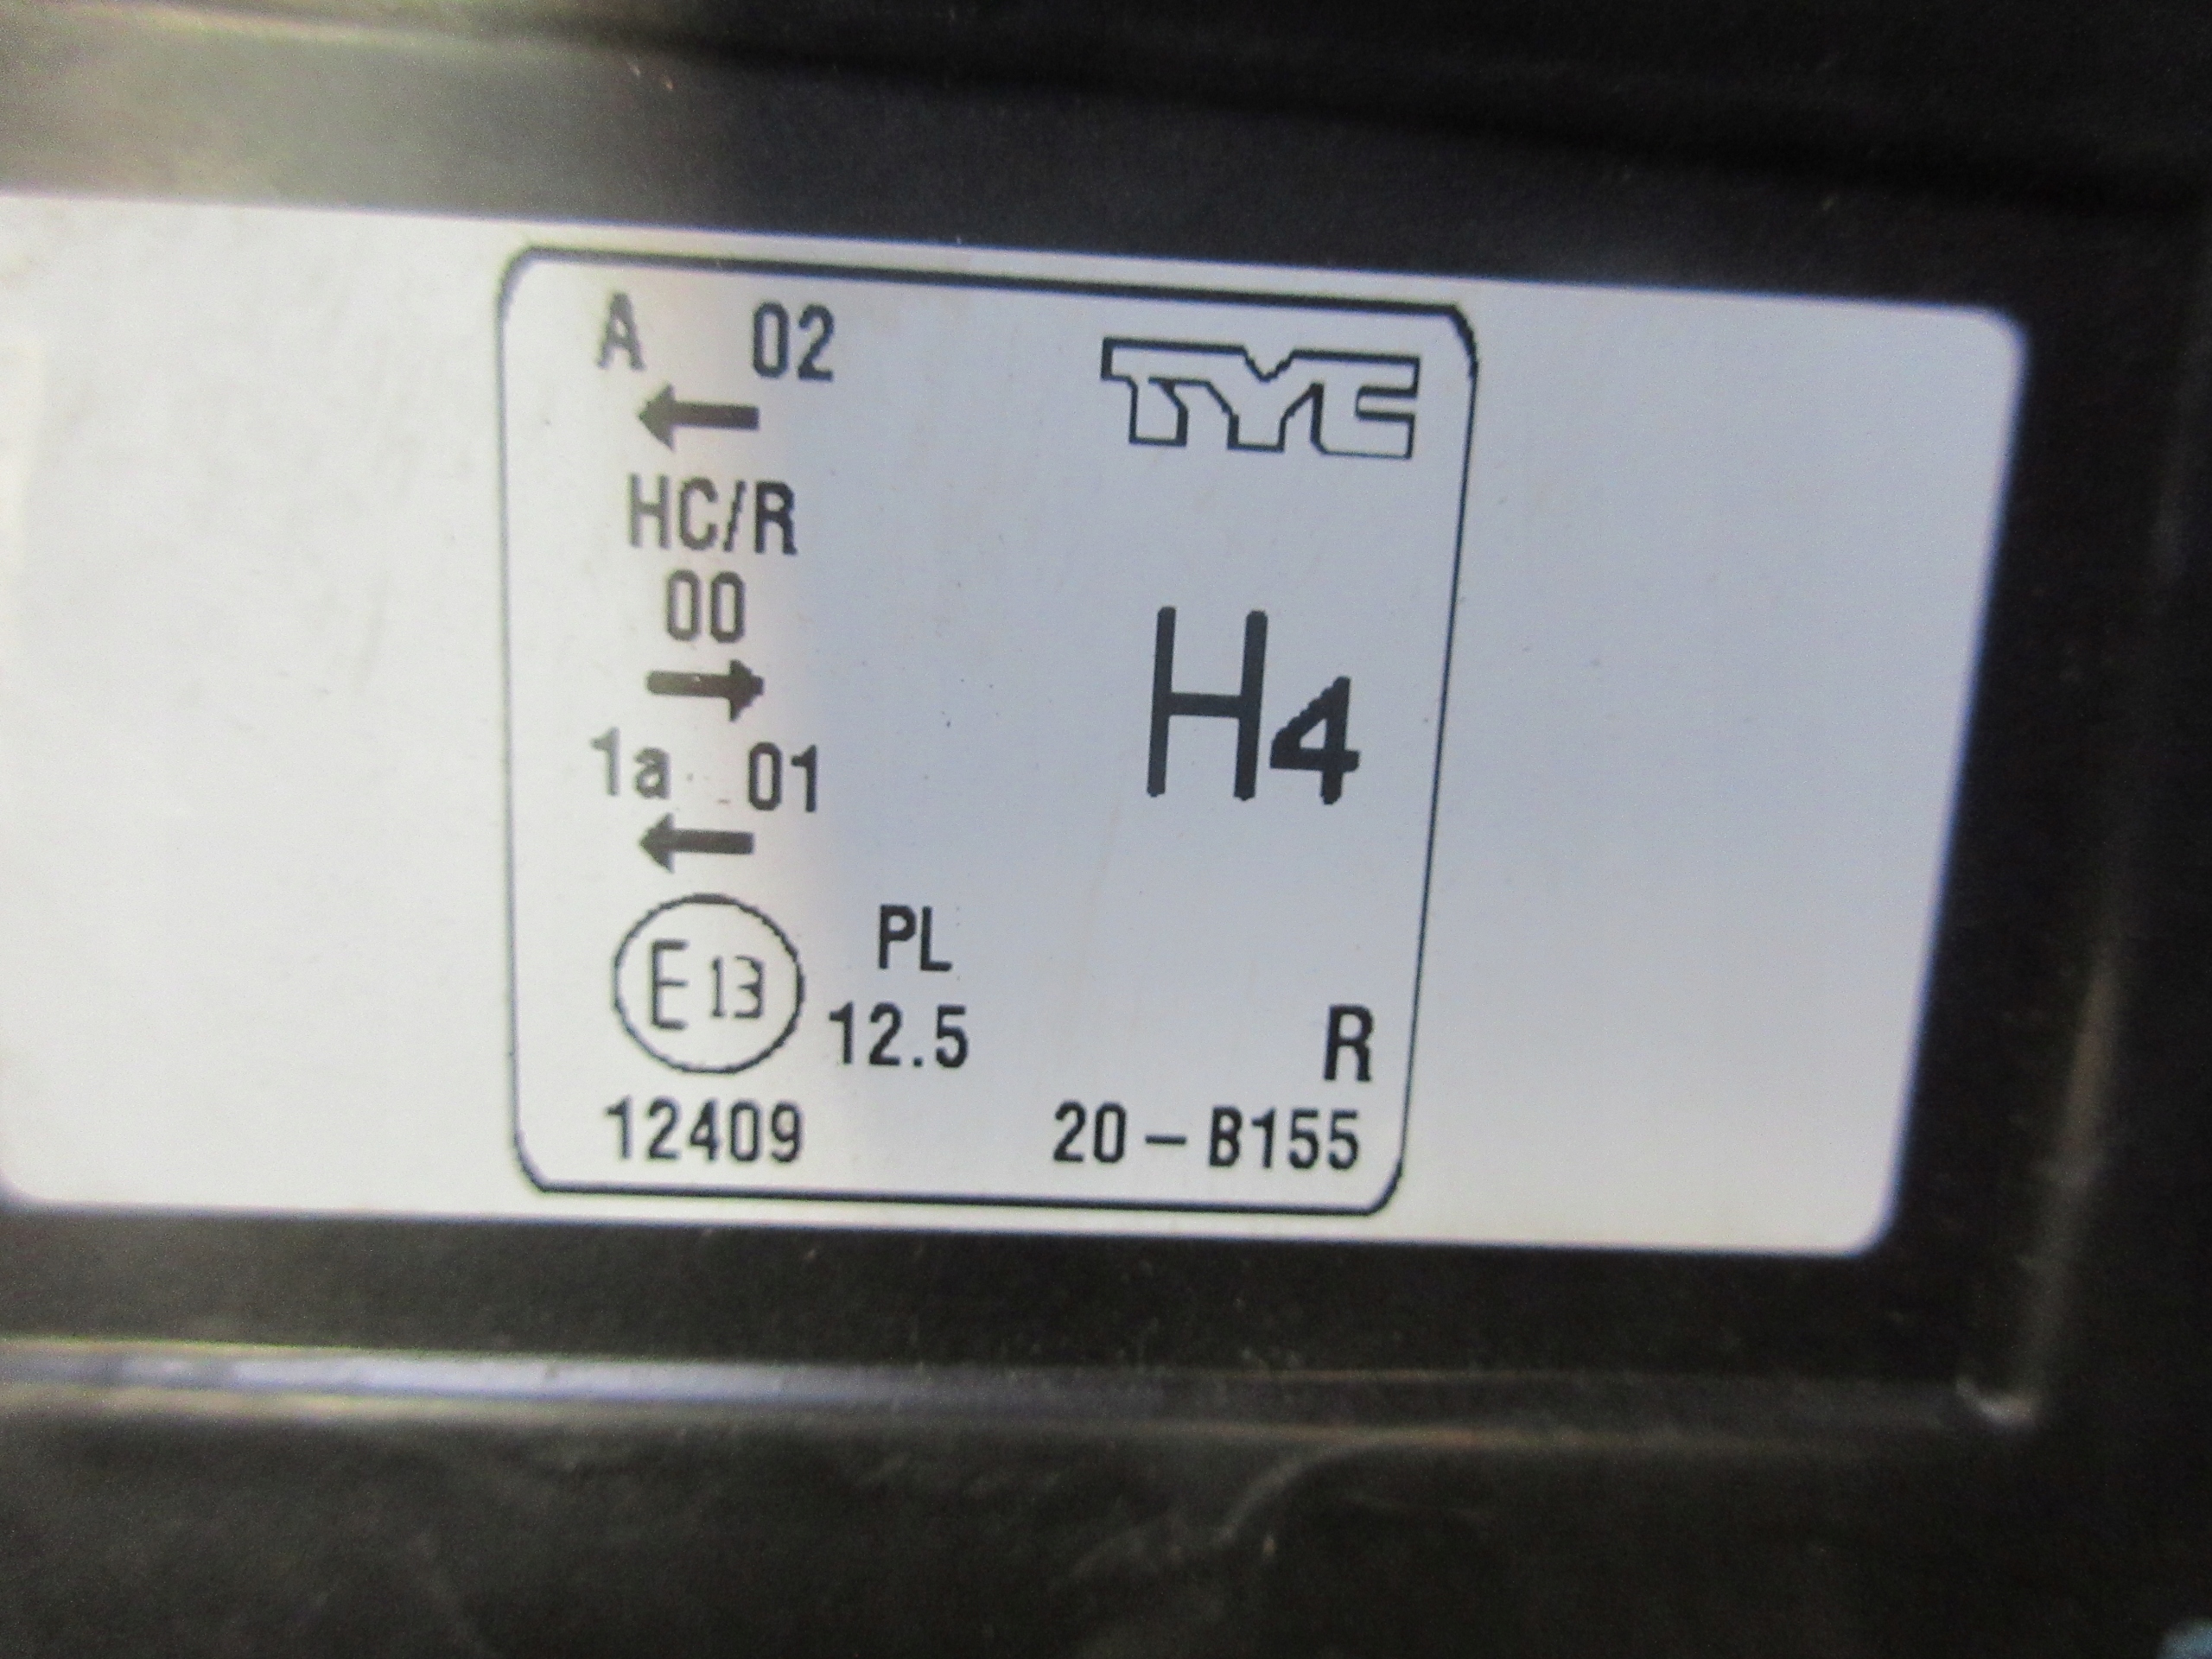 A 02
TYC
←
HC/R
00
→
H4
1a 01
←
E13
PL
12.5
R
12409
20-B155